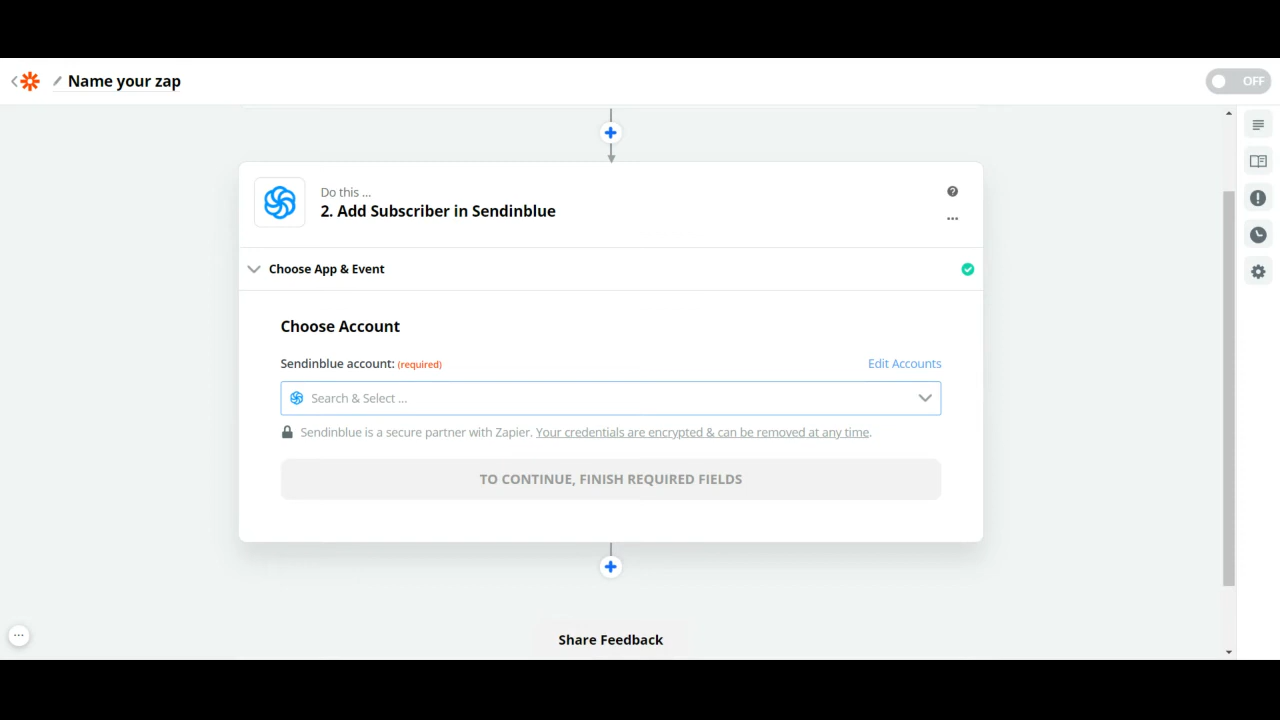 Name your zap
OFF
Do this ...
2. Add Subscriber in Sendinblue
...
Choose App & Event
Choose Account
Sendinblue account: (required)
Edit Accounts
Search & Select ...
Sendinblue is a secure partner with Zapier. Your credentials are encrypted & can be removed at any time.
TO CONTINUE, FINISH REQUIRED FIELDS
Share Feedback